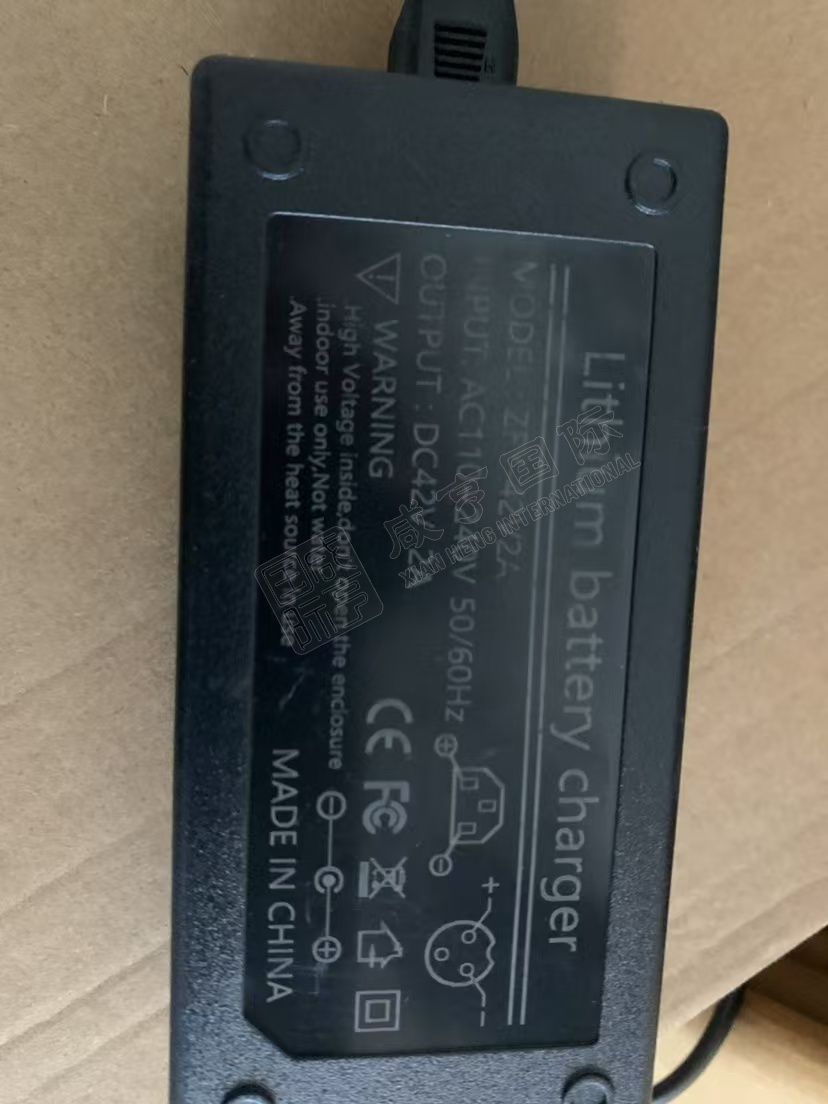 Lithium battery charger
MODEL:
INPUT: AC110 50/60Hz
OUTPUT : DC42V
WARNING
.High Voltage inside,don't open the enclosure
.indoor use only,Not water
.Away from the heat source in use
MADE IN CHINA
CE FC
+
-
咸亨国际
XIAN HENG INTERNATIONAL